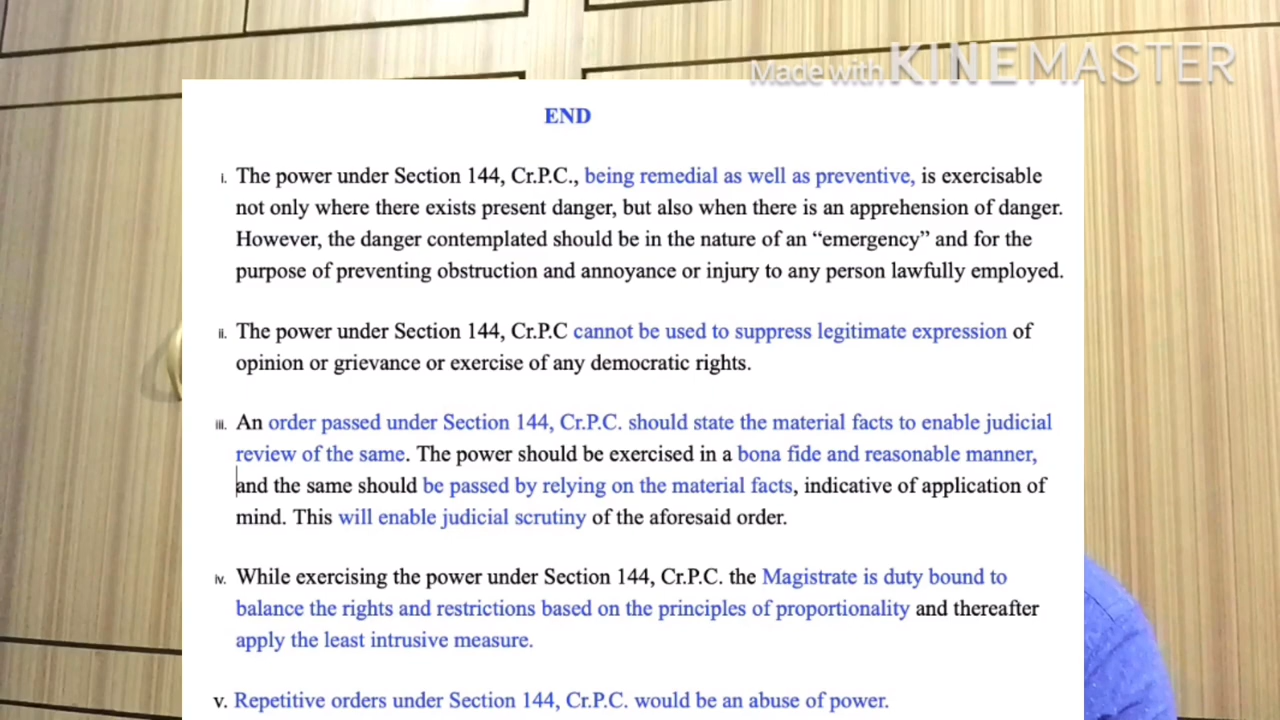 Made with KINEMASTER
END
i. The power under Section 144, Cr.P.C., being remedial as well as preventive, is exercisable
not only where there exists present danger, but also when there is an apprehension of danger.
However, the danger contemplated should be in the nature of an “emergency” and for the
purpose of preventing obstruction and annoyance or injury to any person lawfully employed.
ii. The power under Section 144, Cr.P.C cannot be used to suppress legitimate expression of
opinion or grievance or exercise of any democratic rights.
iii. An order passed under Section 144, Cr.P.C. should state the material facts to enable judicial
review of the same. The power should be exercised in a bona fide and reasonable manner,
and the same should be passed by relying on the material facts, indicative of application of
mind. This will enable judicial scrutiny of the aforesaid order.
iv. While exercising the power under Section 144, Cr.P.C. the Magistrate is duty bound to
balance the rights and restrictions based on the principles of proportionality and thereafter
apply the least intrusive measure.
v. Repetitive orders under Section 144, Cr.P.C. would be an abuse of power.